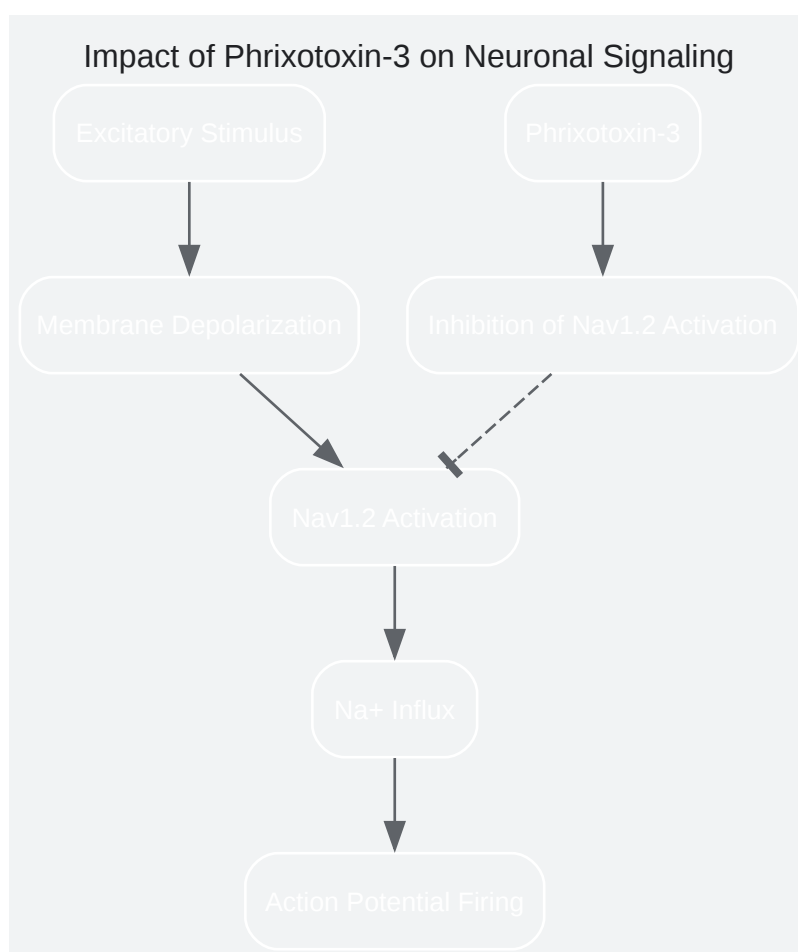 Impact of Phrixotoxin-3 on Neuronal Signaling
Excitatory Stimulus
Phrixotoxin-3
Membrane Depolarization
Inhibition of Nav1.2 Activation
Nav1.2 Activation
Na+ Influx
Action Potential Firing